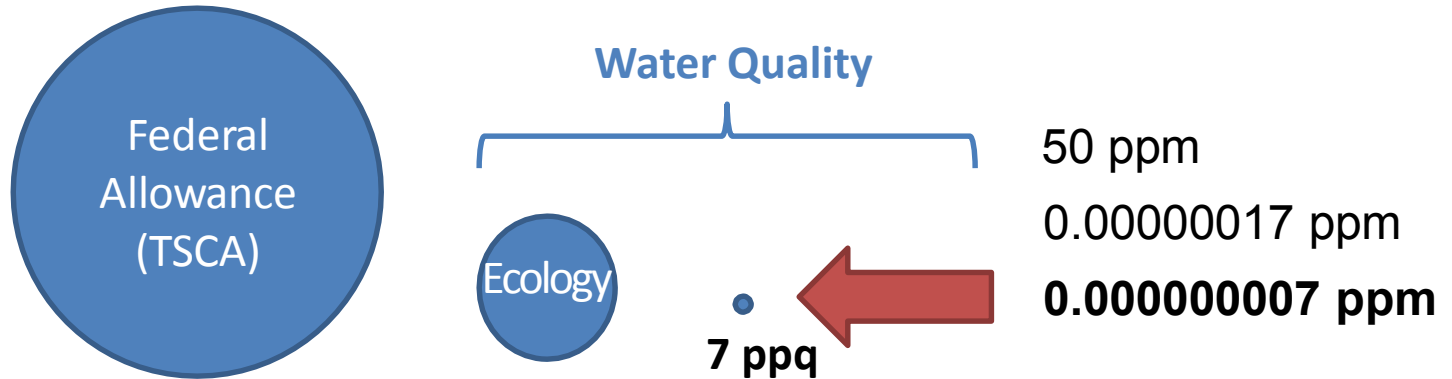 Federal
Allowance
(TSCA)
Water Quality
Ecology
7 ppq
50 ppm
0.00000017 ppm
0.000000007 ppm